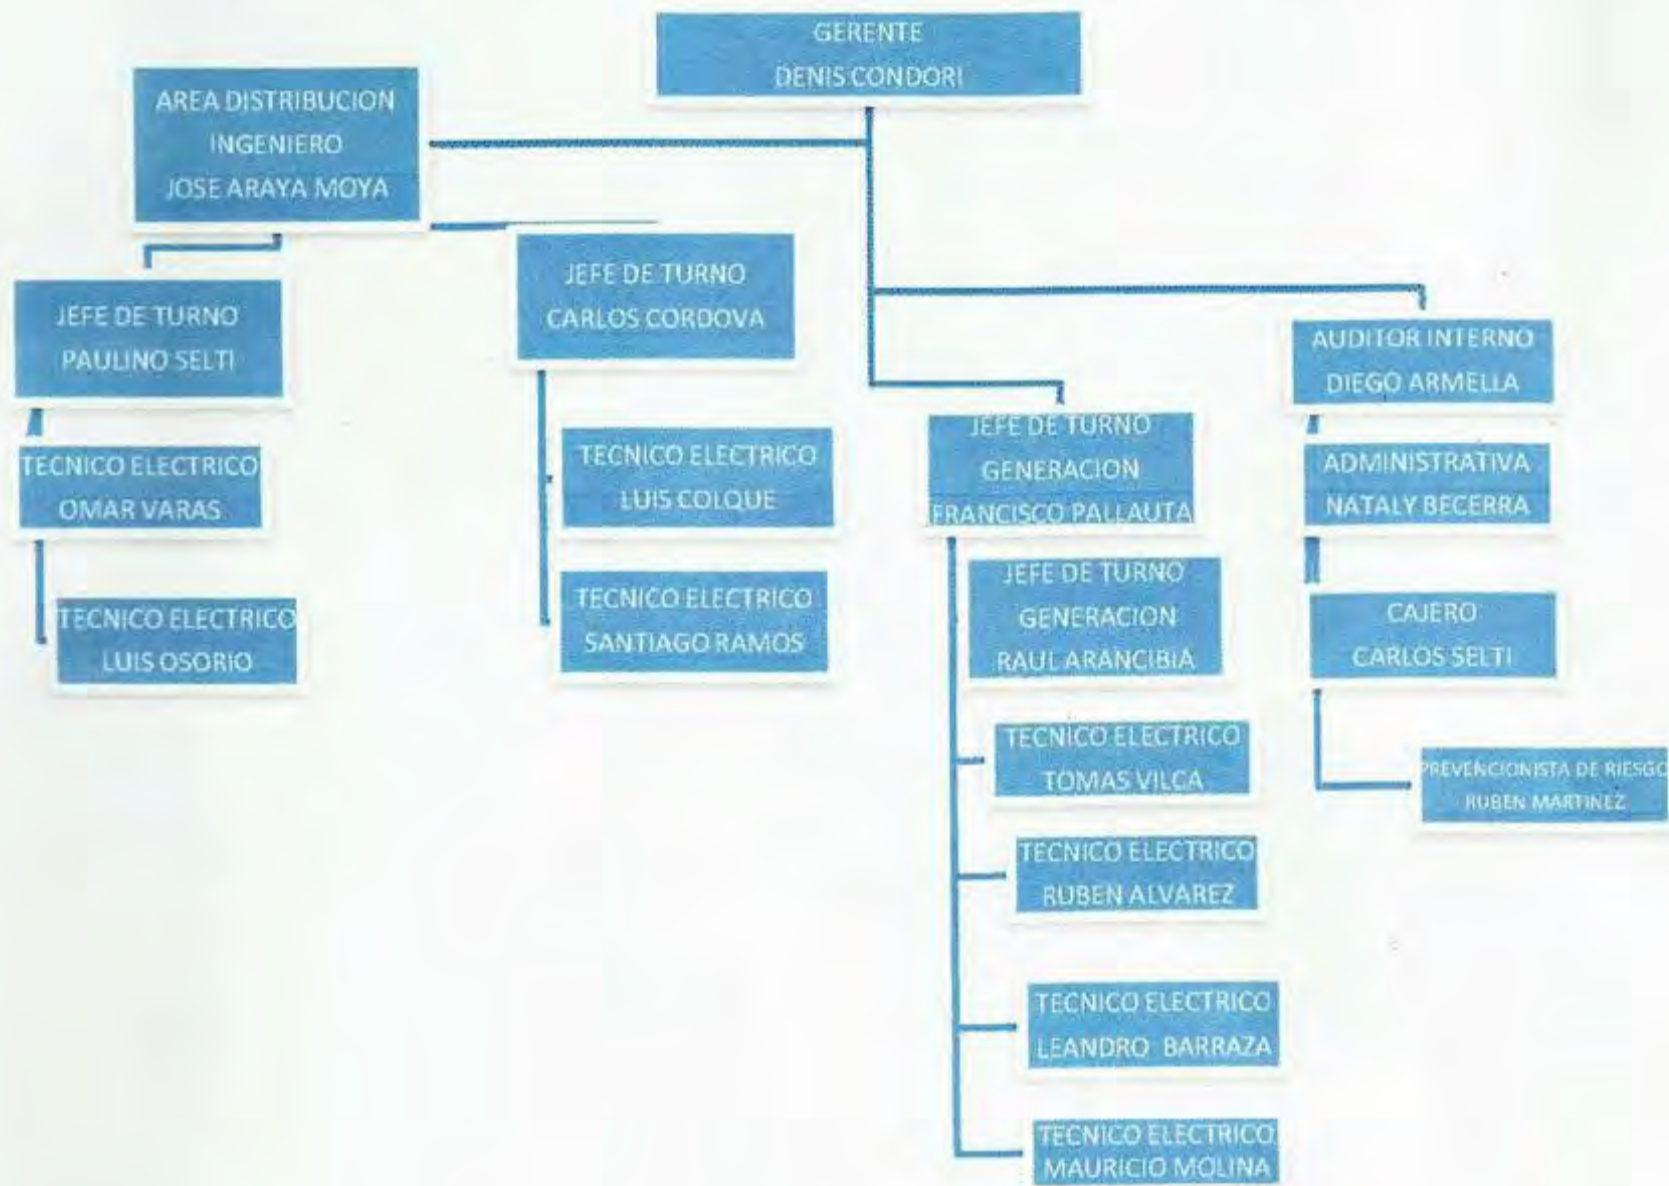 GERENTE
DENIS CONDORI
AREA DISTRIBUCION
INGENIERO
JOSE ARAYA MOYA
JEFE DE TURNO
PAULINO SELTI
TECNICO ELECTRICO
OMAR VARAS
TECNICO ELECTRICO
LUIS OSORIO
JEFE DE TURNO
CARLOS CORDOVA
TECNICO ELECTRICO
LUIS COLQUE
TECNICO ELECTRICO
SANTIAGO RAMOS
JEFE DE TURNO
GENERACION
FRANCISCO PALLAUTA
JEFE DE TURNO
GENERACION
RAUL ARANCIBIA
TECNICO ELECTRICO
TOMAS VILCA
TECNICO ELECTRICO
RUBEN ALVAREZ
TECNICO ELECTRICO
LEANDRO BARRAZA
TECNICO ELECTRICO
MAURICIO MOLINA
AUDITOR INTERNO
DIEGO ARMELLA
ADMINISTRATIVA
NATALY BECERRA
CAJERO
CARLOS SELTI
PREVENCIONISTA DE RIESGO
RUBEN MARTINEZ